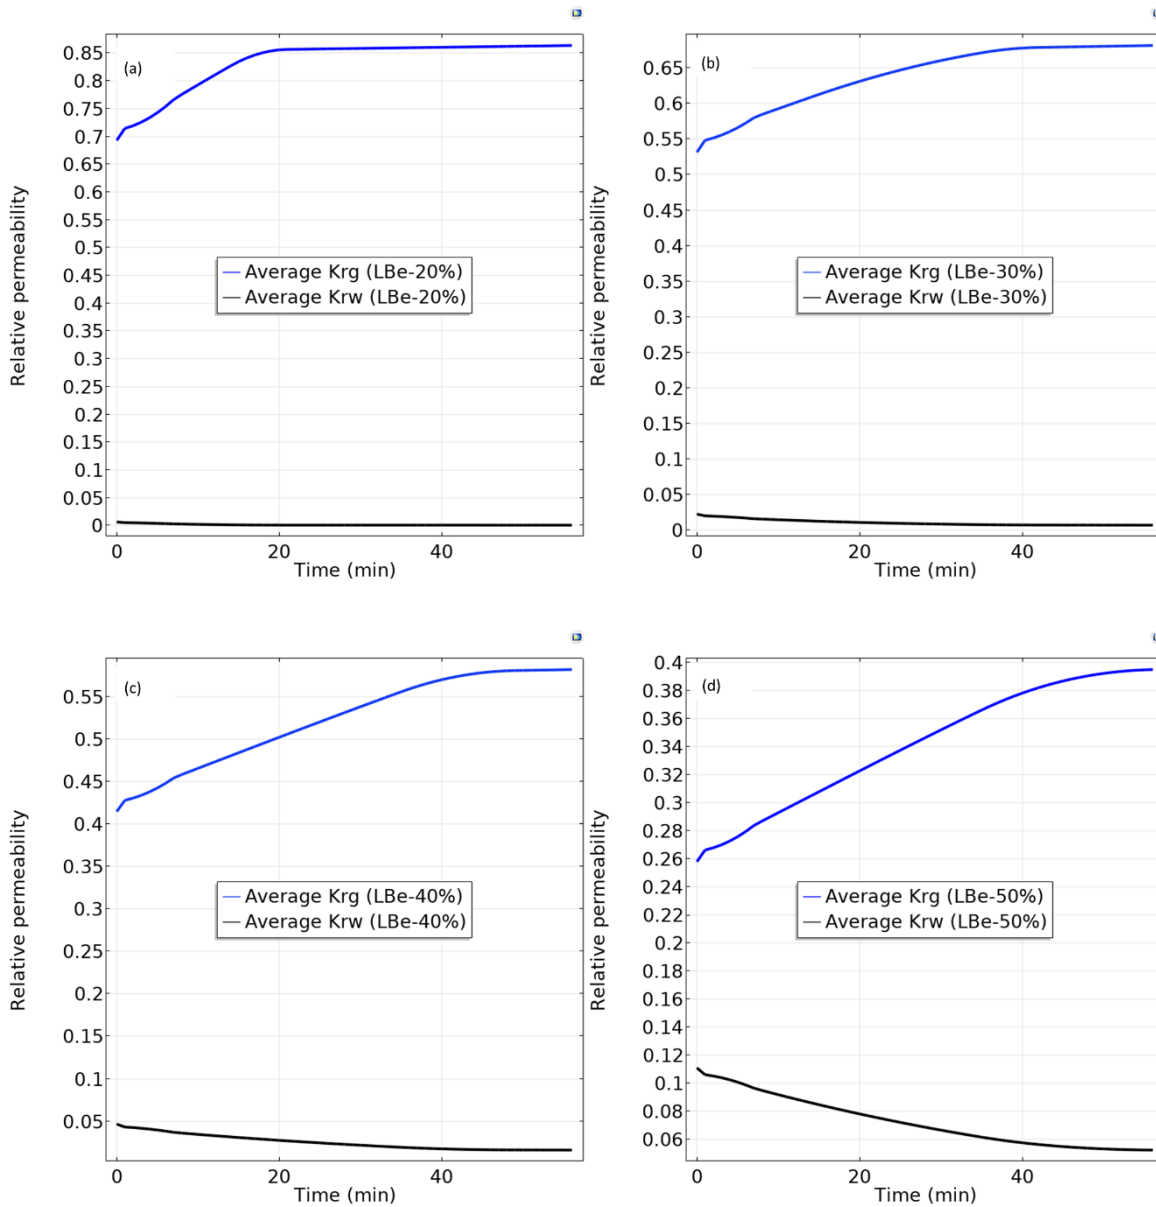 (a)
0.85
0.8
0.75
0.7
0.65
0.6
0.55
0.5
0.45
0.4
0.35
0.3
0.25
0.2
0.15
0.1
0.05
0
Relative permeability
Average Krg (LBe-20%)
Average Krw (LBe-20%)
0 20 40
Time (min)
(b)
0.65
0.6
0.55
0.5
0.45
0.4
0.35
0.3
0.25
0.2
0.15
0.1
0.05
0
Relative permeability
Average Krg (LBe-30%)
Average Krw (LBe-30%)
0 20 40
Time (min)
(c)
0.55
0.5
0.45
0.4
0.35
0.3
0.25
0.2
0.15
0.1
0.05
Relative permeability
Average Krg (LBe-40%)
Average Krw (LBe-40%)
0 20 40
Time (min)
(d)
0.4
0.38
0.36
0.34
0.32
0.3
0.28
0.26
0.24
0.22
0.2
0.18
0.16
0.14
0.12
0.1
0.08
0.06
Relative permeability
Average Krg (LBe-50%)
Average Krw (LBe-50%)
0 20 40
Time (min)